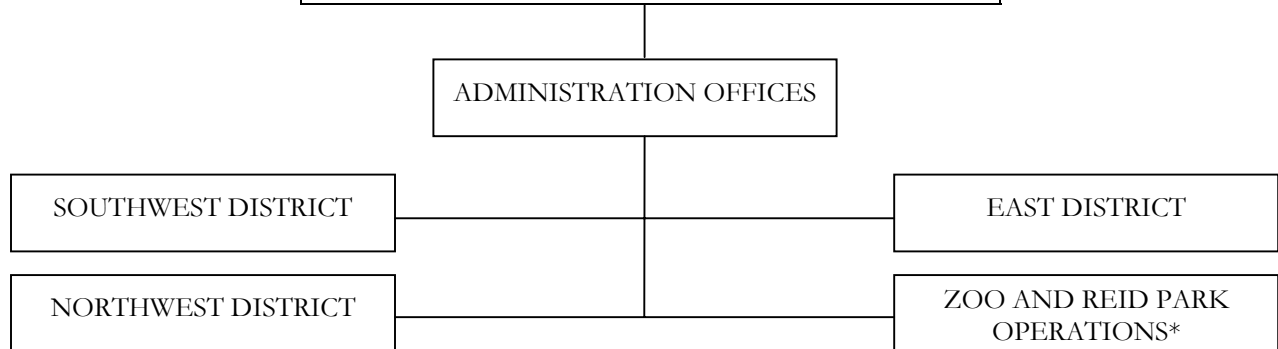 ADMINISTRATION OFFICES
SOUTHWEST DISTRICT
EAST DISTRICT
NORTHWEST DISTRICT
ZOO AND REID PARK
OPERATIONS*